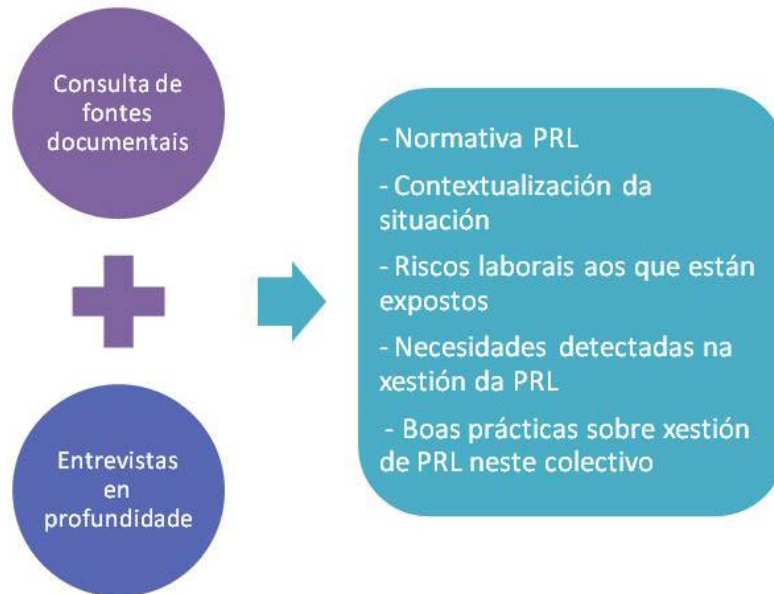 Consulta de
fontes
documentais
Entrevistas
en
profundidade
- Normativa PRL
- Contextualización da
situación
- Riscos laborais aos que están
expostos
- Necesidades detectadas na
xestión da PRL
- Boas prácticas sobre xestión
de PRL neste colectivo